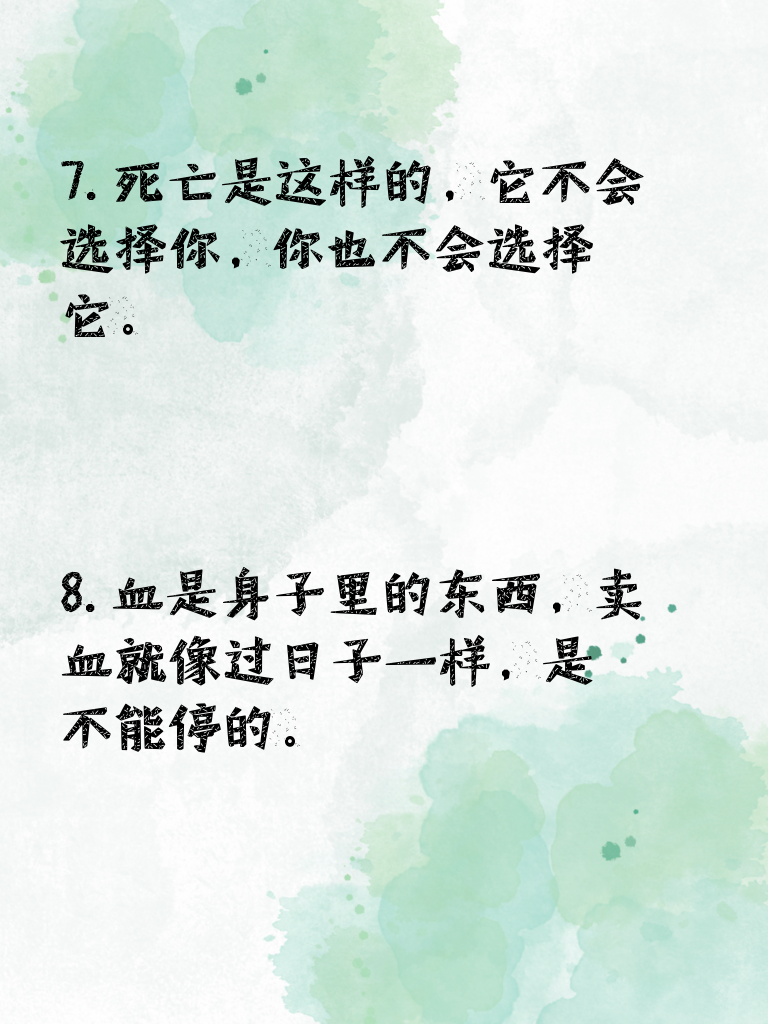 7.死亡是这样的，它不会
选择你，你也不会选择
它。
8.血是身子里的东西，卖
血就像过日子一样，是
不能停的。